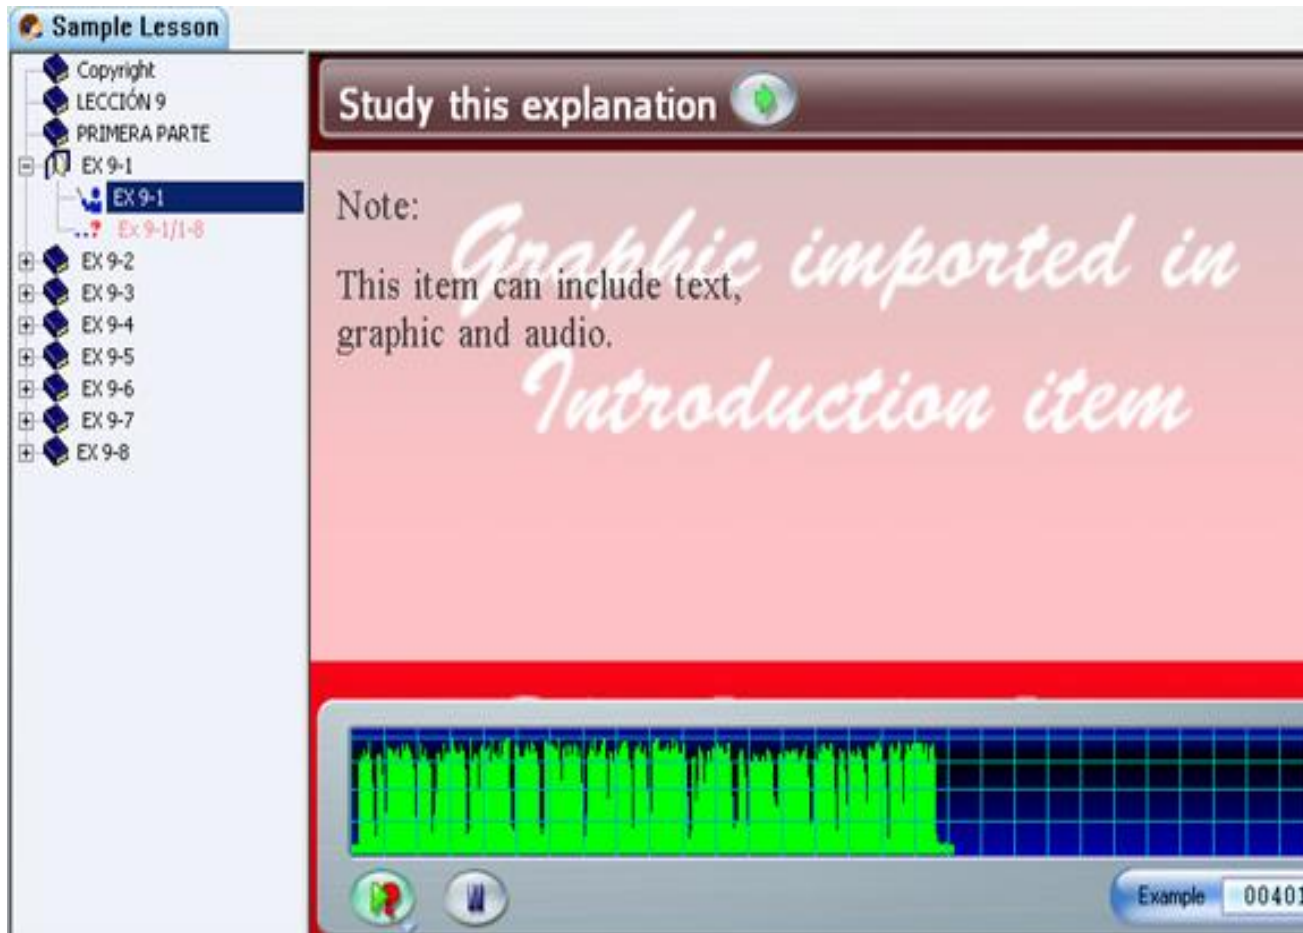 Sample Lesson
Copyright
LECCIÓN 9
PRIMERA PARTE
EX 9-1
EX 9-1
Ex 9-1/1-8
EX 9-2
EX 9-3
EX 9-4
EX 9-5
EX 9-6
EX 9-7
EX 9-8
Study this explanation
Note:
This item can include text,
graphic and audio.
Graphic imported in
Introduction item
Example 00401